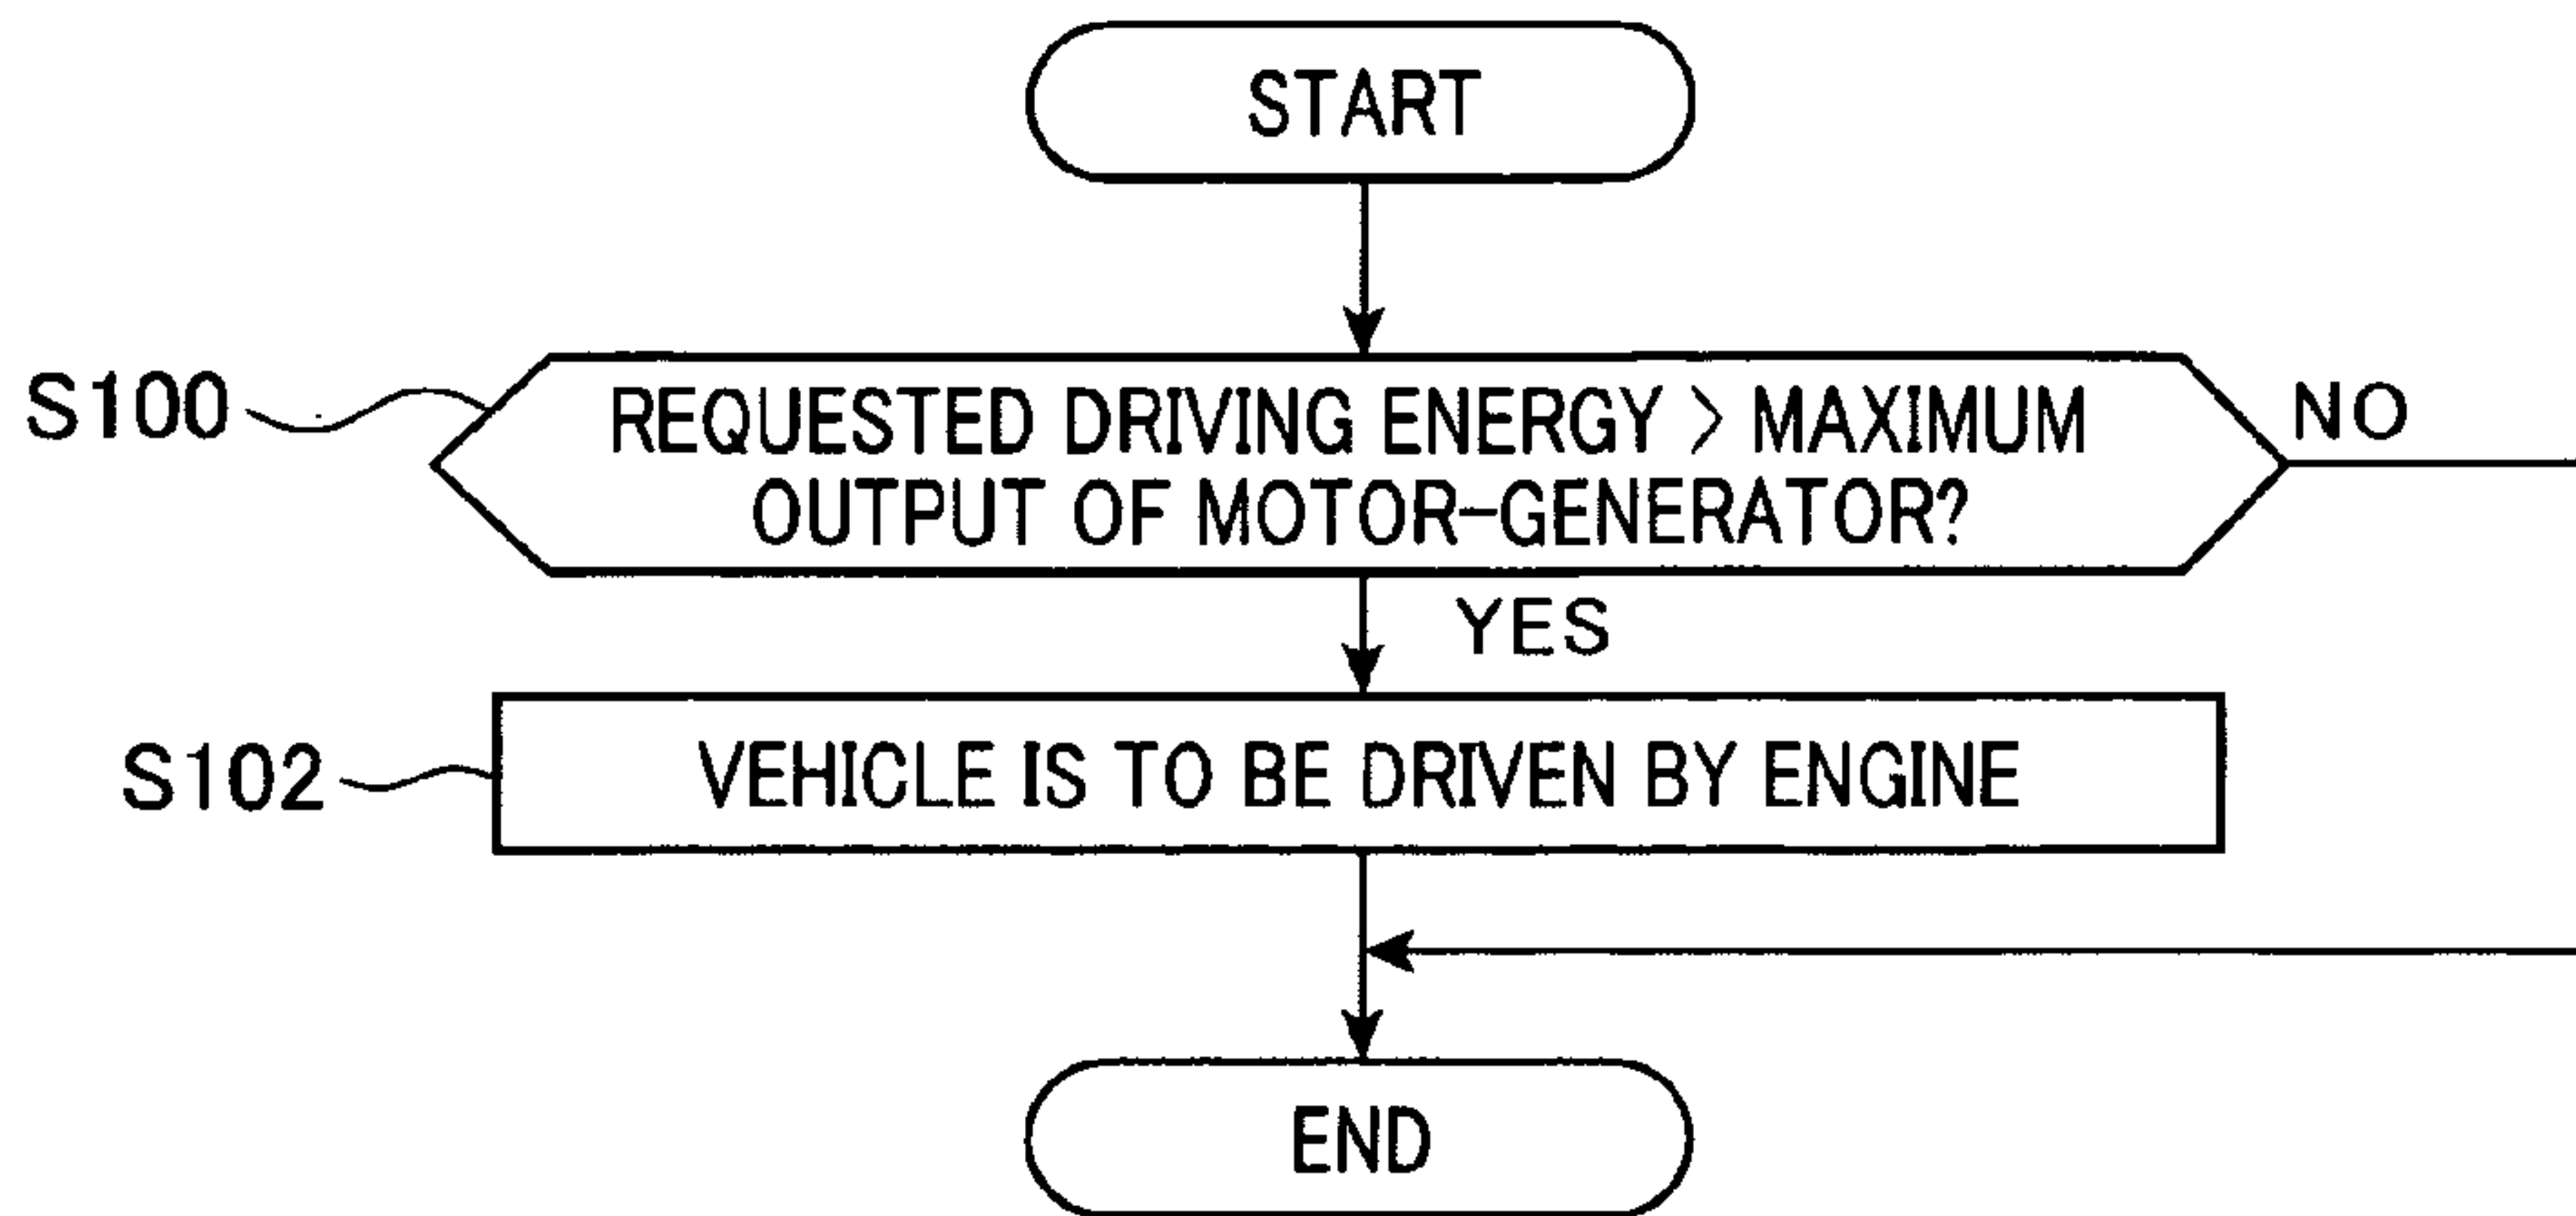 START
S100
REQUESTED DRIVING ENERGY > MAXIMUM
OUTPUT OF MOTOR-GENERATOR?
NO
YES
S102
VEHICLE IS TO BE DRIVEN BY ENGINE
END